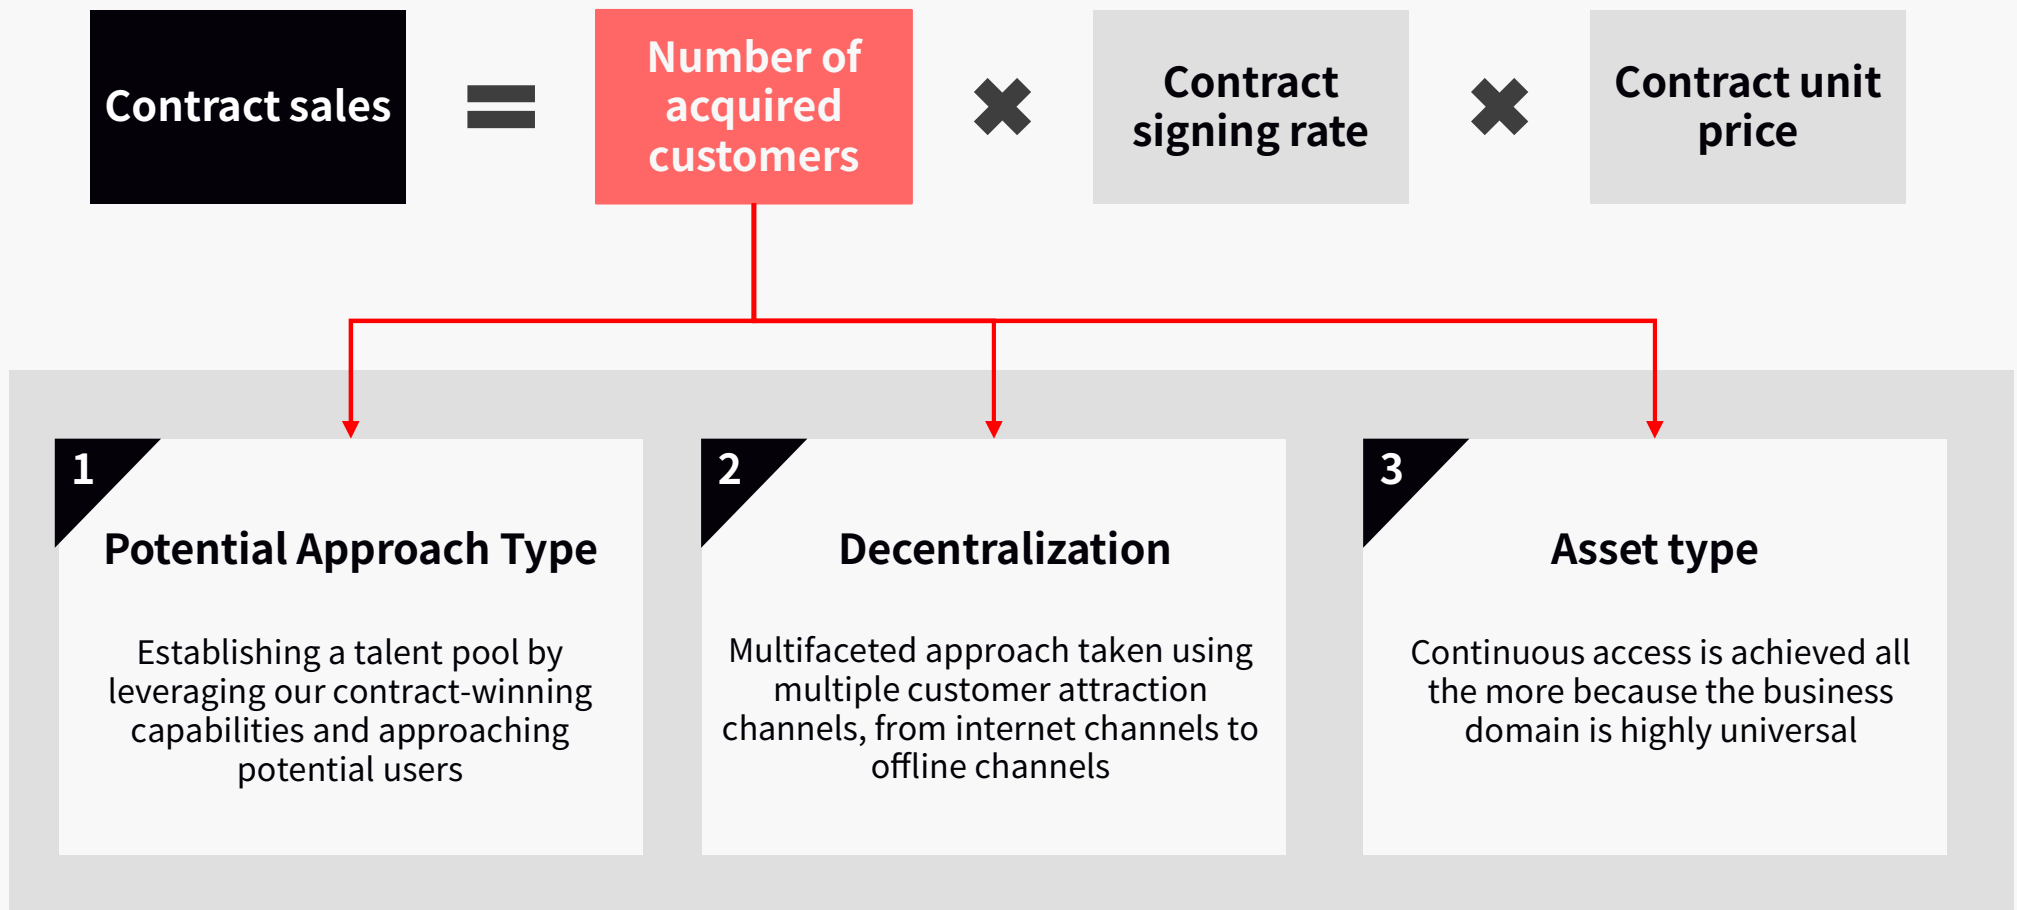 Contract sales
=
Number of
acquired
customers
✖
Contract
signing rate
✖
Contract unit
price
1
Potential Approach Type
Establishing a talent pool by
leveraging our contract-winning
capabilities and approaching
potential users
2
Decentralization
Multifaceted approach taken using
multiple customer attraction
channels, from internet channels to
offline channels
3
Asset type
Continuous access is achieved all
the more because the business
domain is highly universal